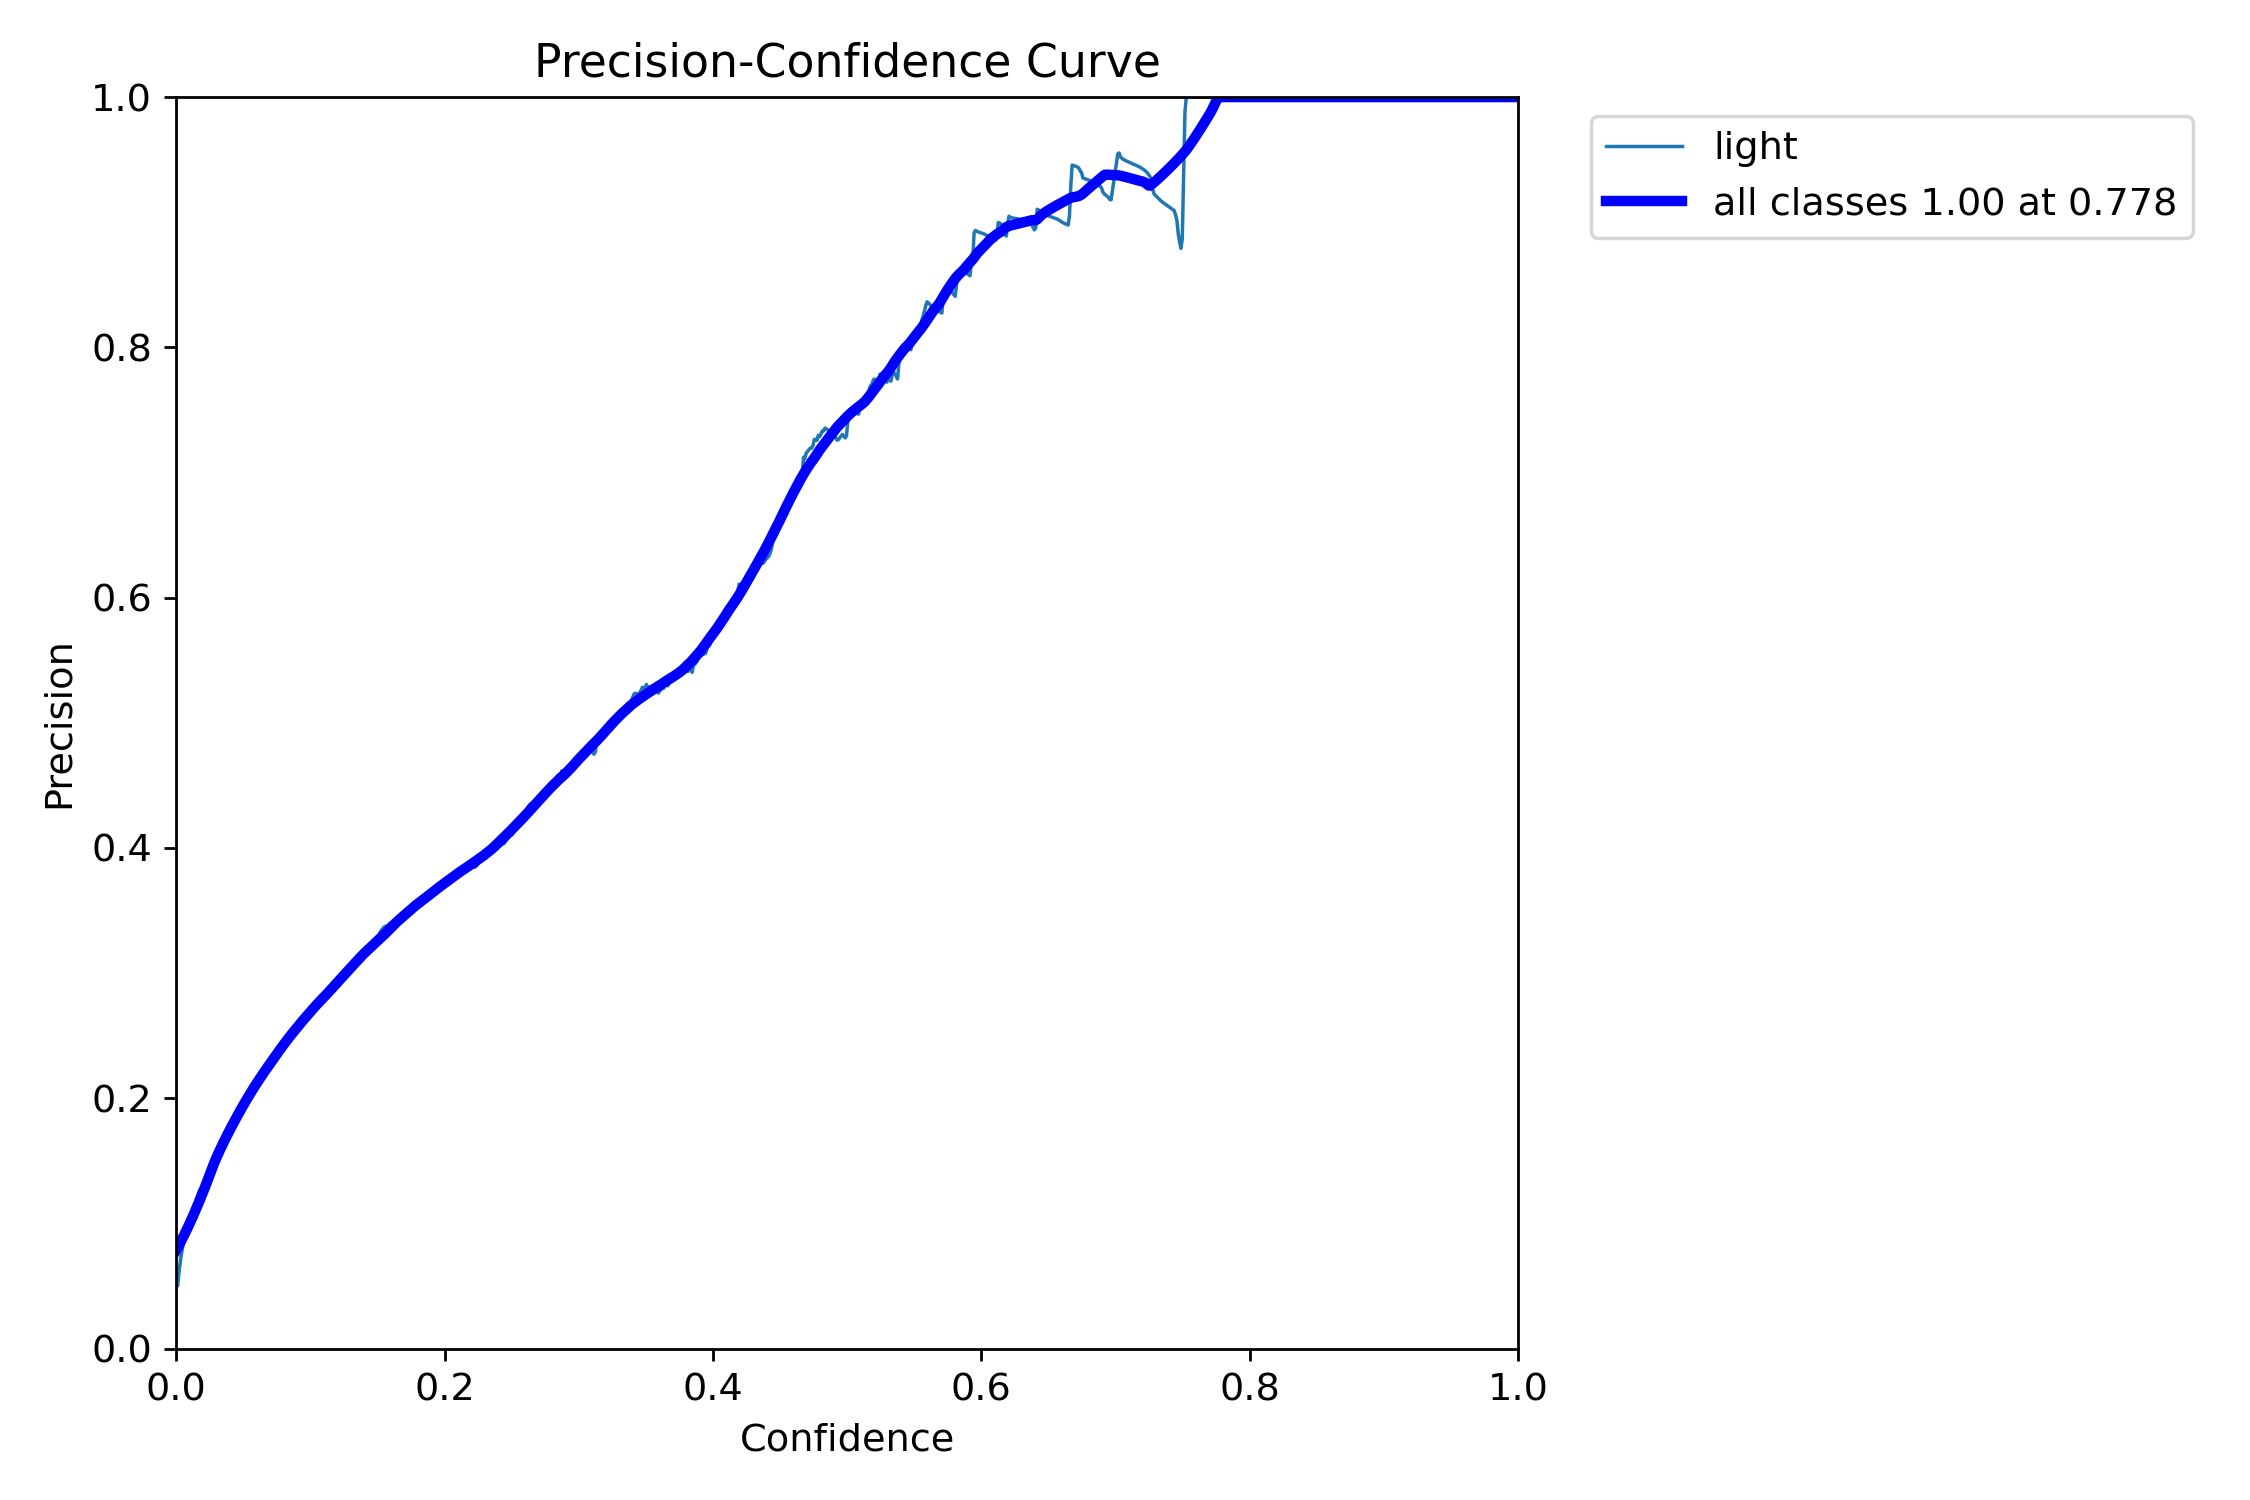 Precision-Confidence Curve
1.0
0.8
0.6
0.4
0.2
0.0
Precision
0.0 0.2 0.4 0.6 0.8 1.0
Confidence
light
all classes 1.00 at 0.778